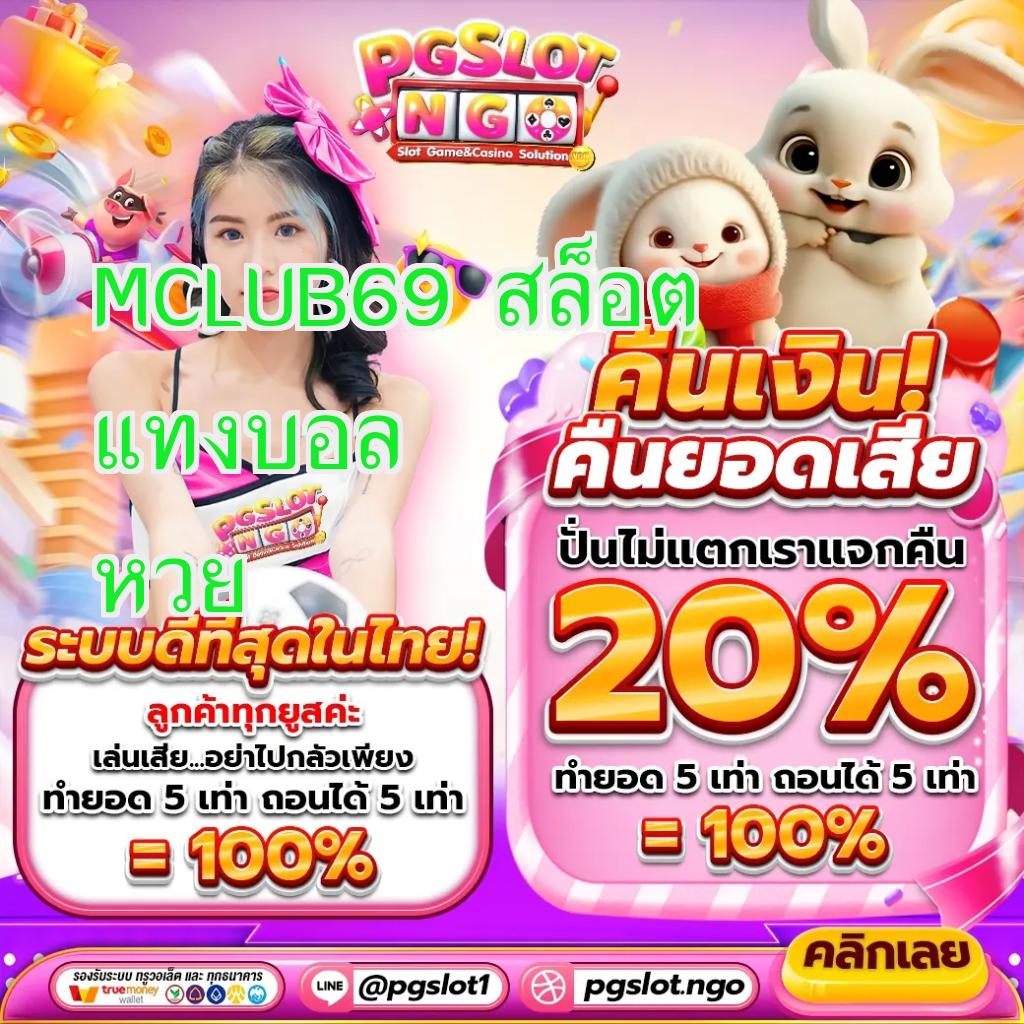 PGSLOT
NGO
Slot Game&Casino Solution
MCLUB69 สล็อต
แทงบอล
หวย
PGSLOT
NGO
คืนเงิน!
คืนยอดเสีย
ปั่นไม่แตกเราแจกคืน
20%
ทำยอด 5 เท่า ถอนได้ 5 เท่า
= 100%
ระบบดีที่สุดในไทย!
ลูกค้าทุกยูสค่ะ
เล่นเสีย...อย่าไปกลัวเพียง
ทำยอด 5 เท่า ถอนได้ 5 เท่า
= 100%
คลิกเลย
รองรับระบบ ทรูวอเล็ต และ ทุกธนาคาร
truemoney
wallet
LINE @pgslot1
pgslot.ngo